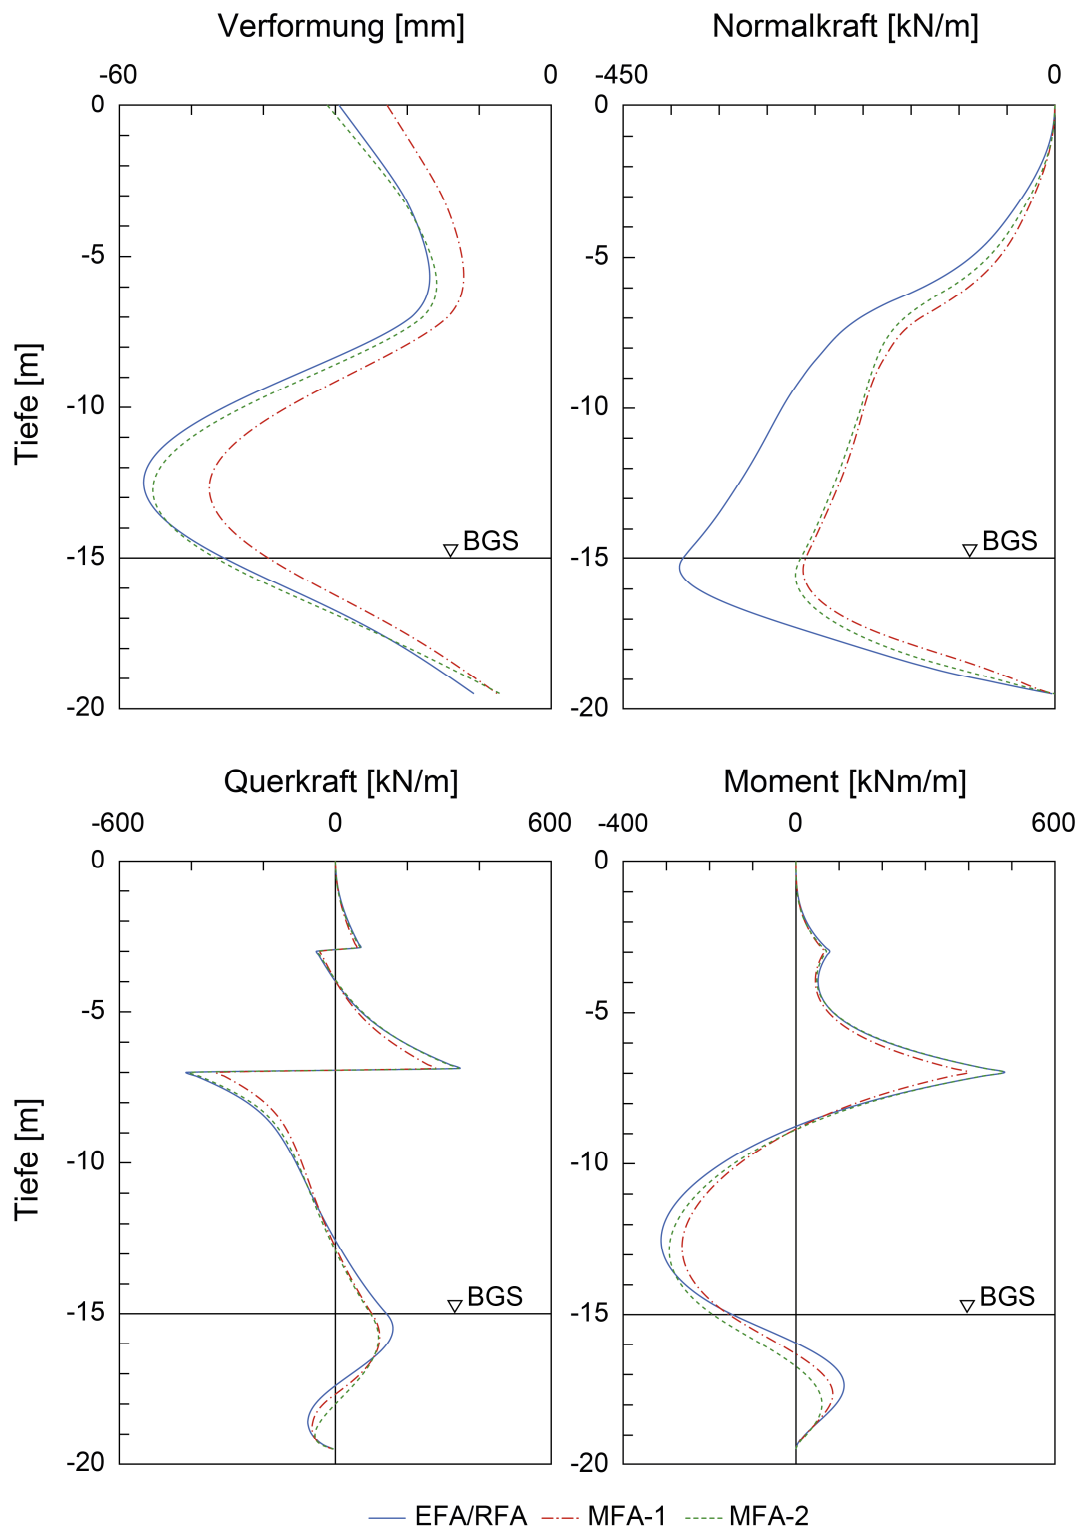 Verformung [mm]
Normalkraft [kN/m]
-60
0
-450
0
0
-5
-10
-15
-20
Tiefe [m]
BGS
0
-5
-10
-15
-20
BGS
Querkraft [kN/m]
Moment [kNm/m]
-600
0
600
-400
0
600
0
-5
-10
-15
-20
Tiefe [m]
BGS
0
-5
-10
-15
-20
BGS
EFA/RFA
MFA-1
MFA-2